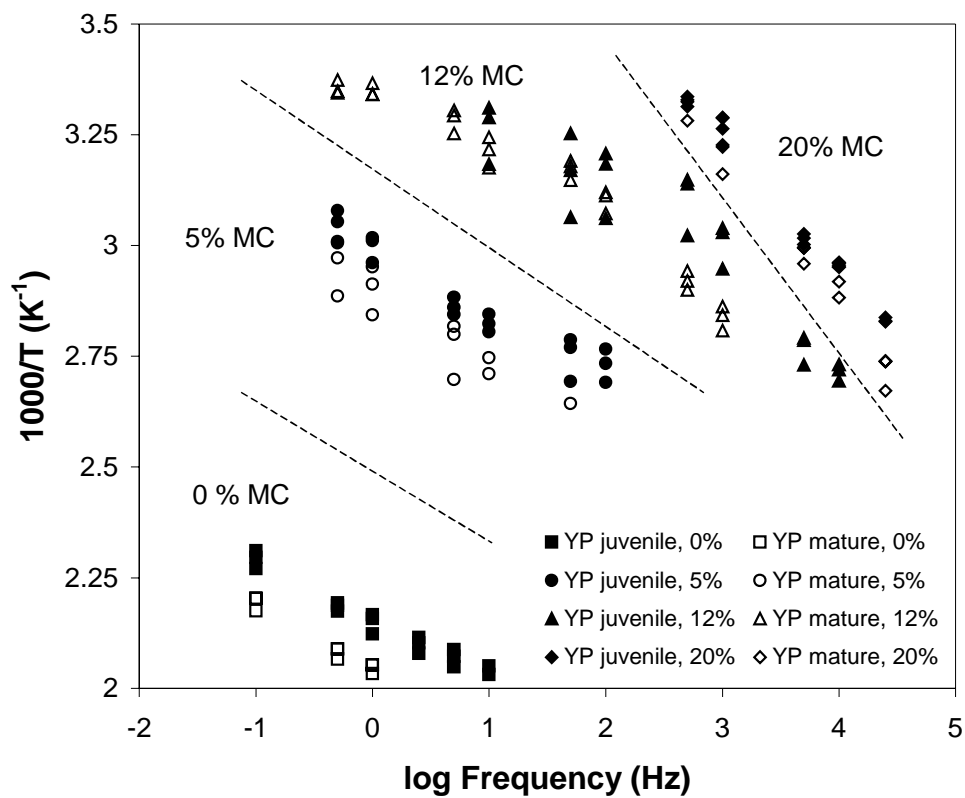 3.5
12% MC
3.25
20% MC
5% MC
3
1000/T (K⁻¹)
2.75
2.5
0 % MC
YP juvenile, 0% YP mature, 0%
2.25
YP juvenile, 5% YP mature, 5%
YP juvenile, 12% YP mature, 12%
YP juvenile, 20% YP mature, 20%
2
-2 -1 0 1 2 3 4 5
log Frequency (Hz)